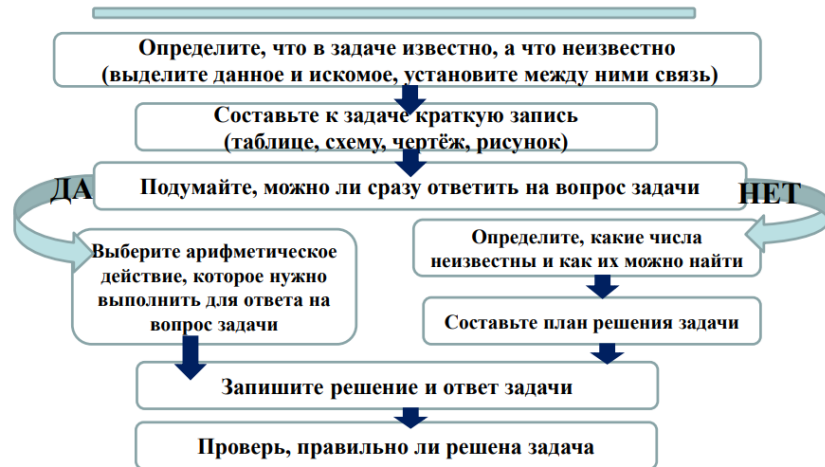 Определите, что в задаче известно, а что неизвестно
(выделите данное и искомое, установите между ними связь)
Составьте к задаче краткую запись
(таблице, схему, чертёж, рисунок)
Подумайте, можно ли сразу ответить на вопрос задачи
ДА
НЕТ
Выберите арифметическое
действие, которое нужно
выполнить для ответа на
вопрос задачи
Определите, какие числа
неизвестны и как их можно найти
Составьте план решения задачи
Запишите решение и ответ задачи
Проверь, правильно ли решена задача